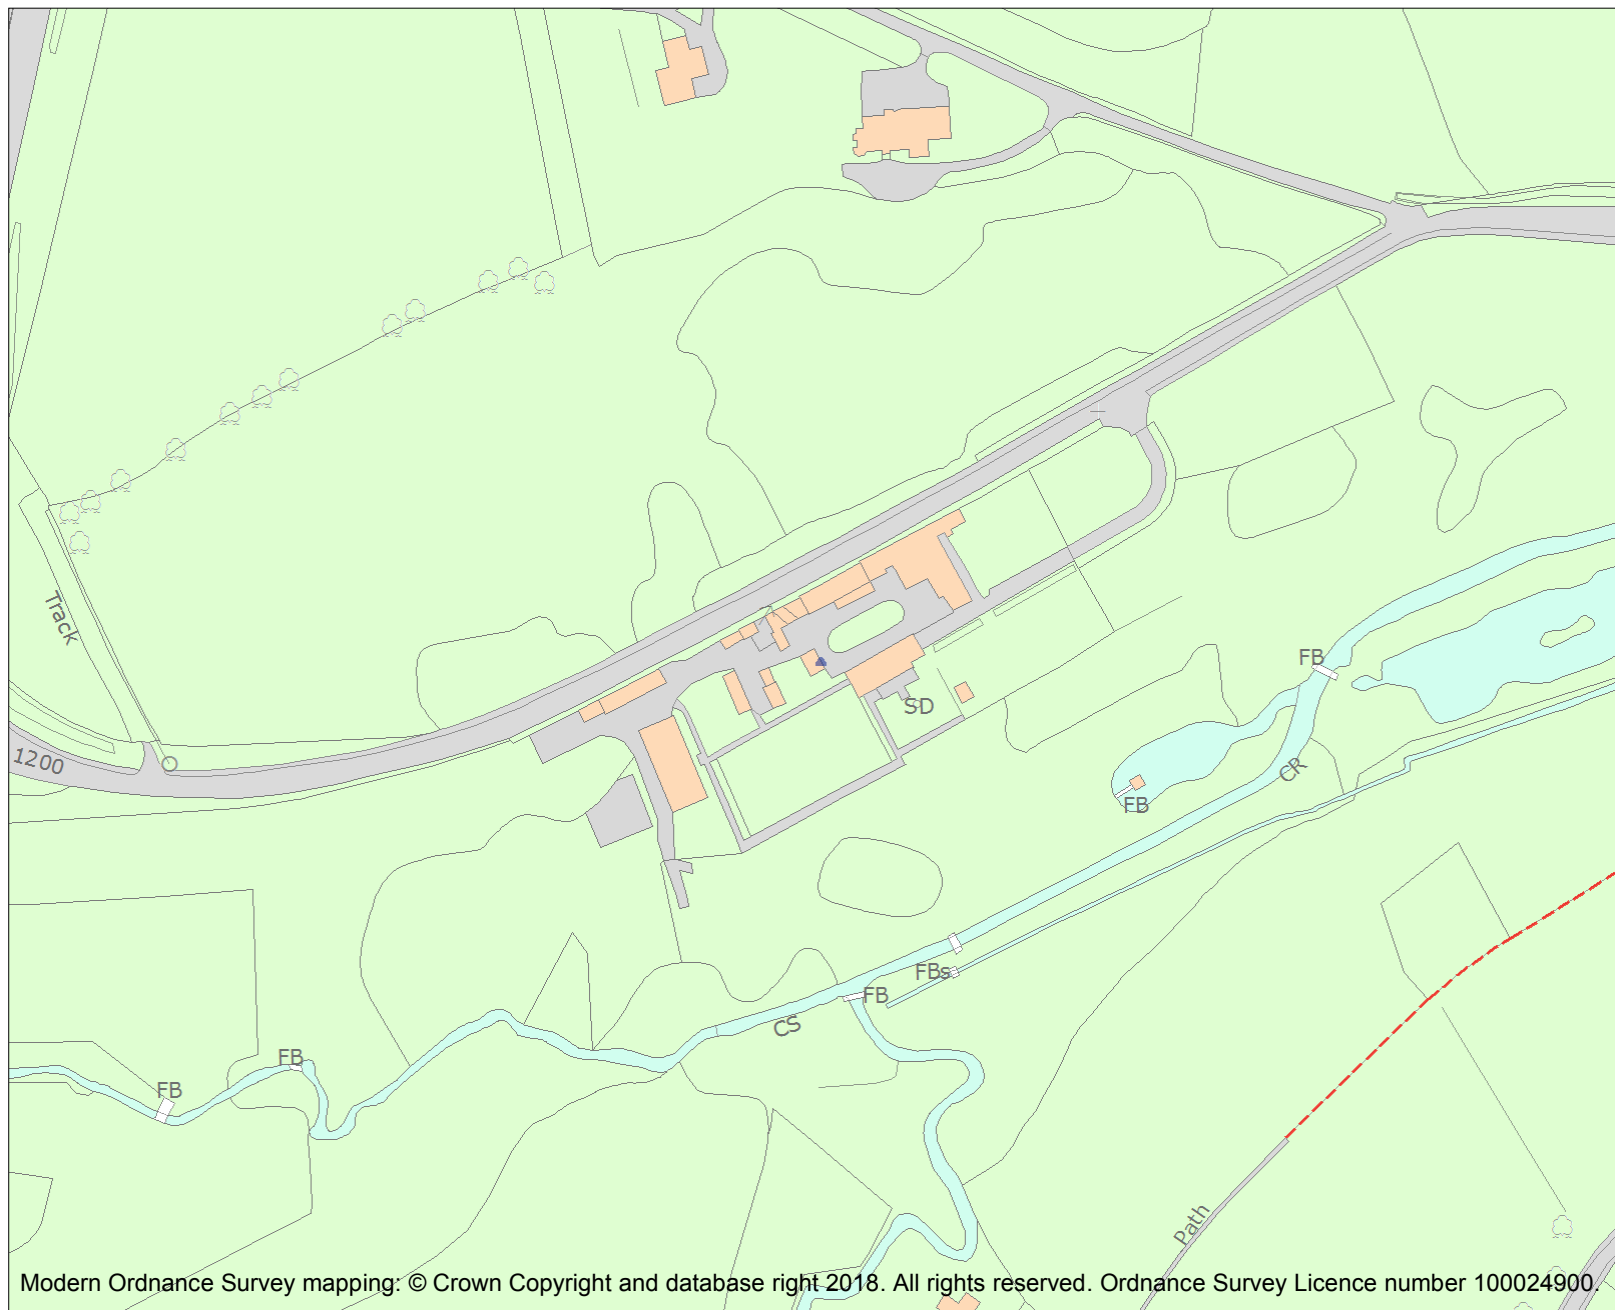 Track
1200
SD
FB
FB
CR
FBs
FB
CS
FB
FB
Path
Modern Ordnance Survey mapping: © Crown Copyright and database right 2018. All rights reserved. Ordnance Survey Licence number 100024900.